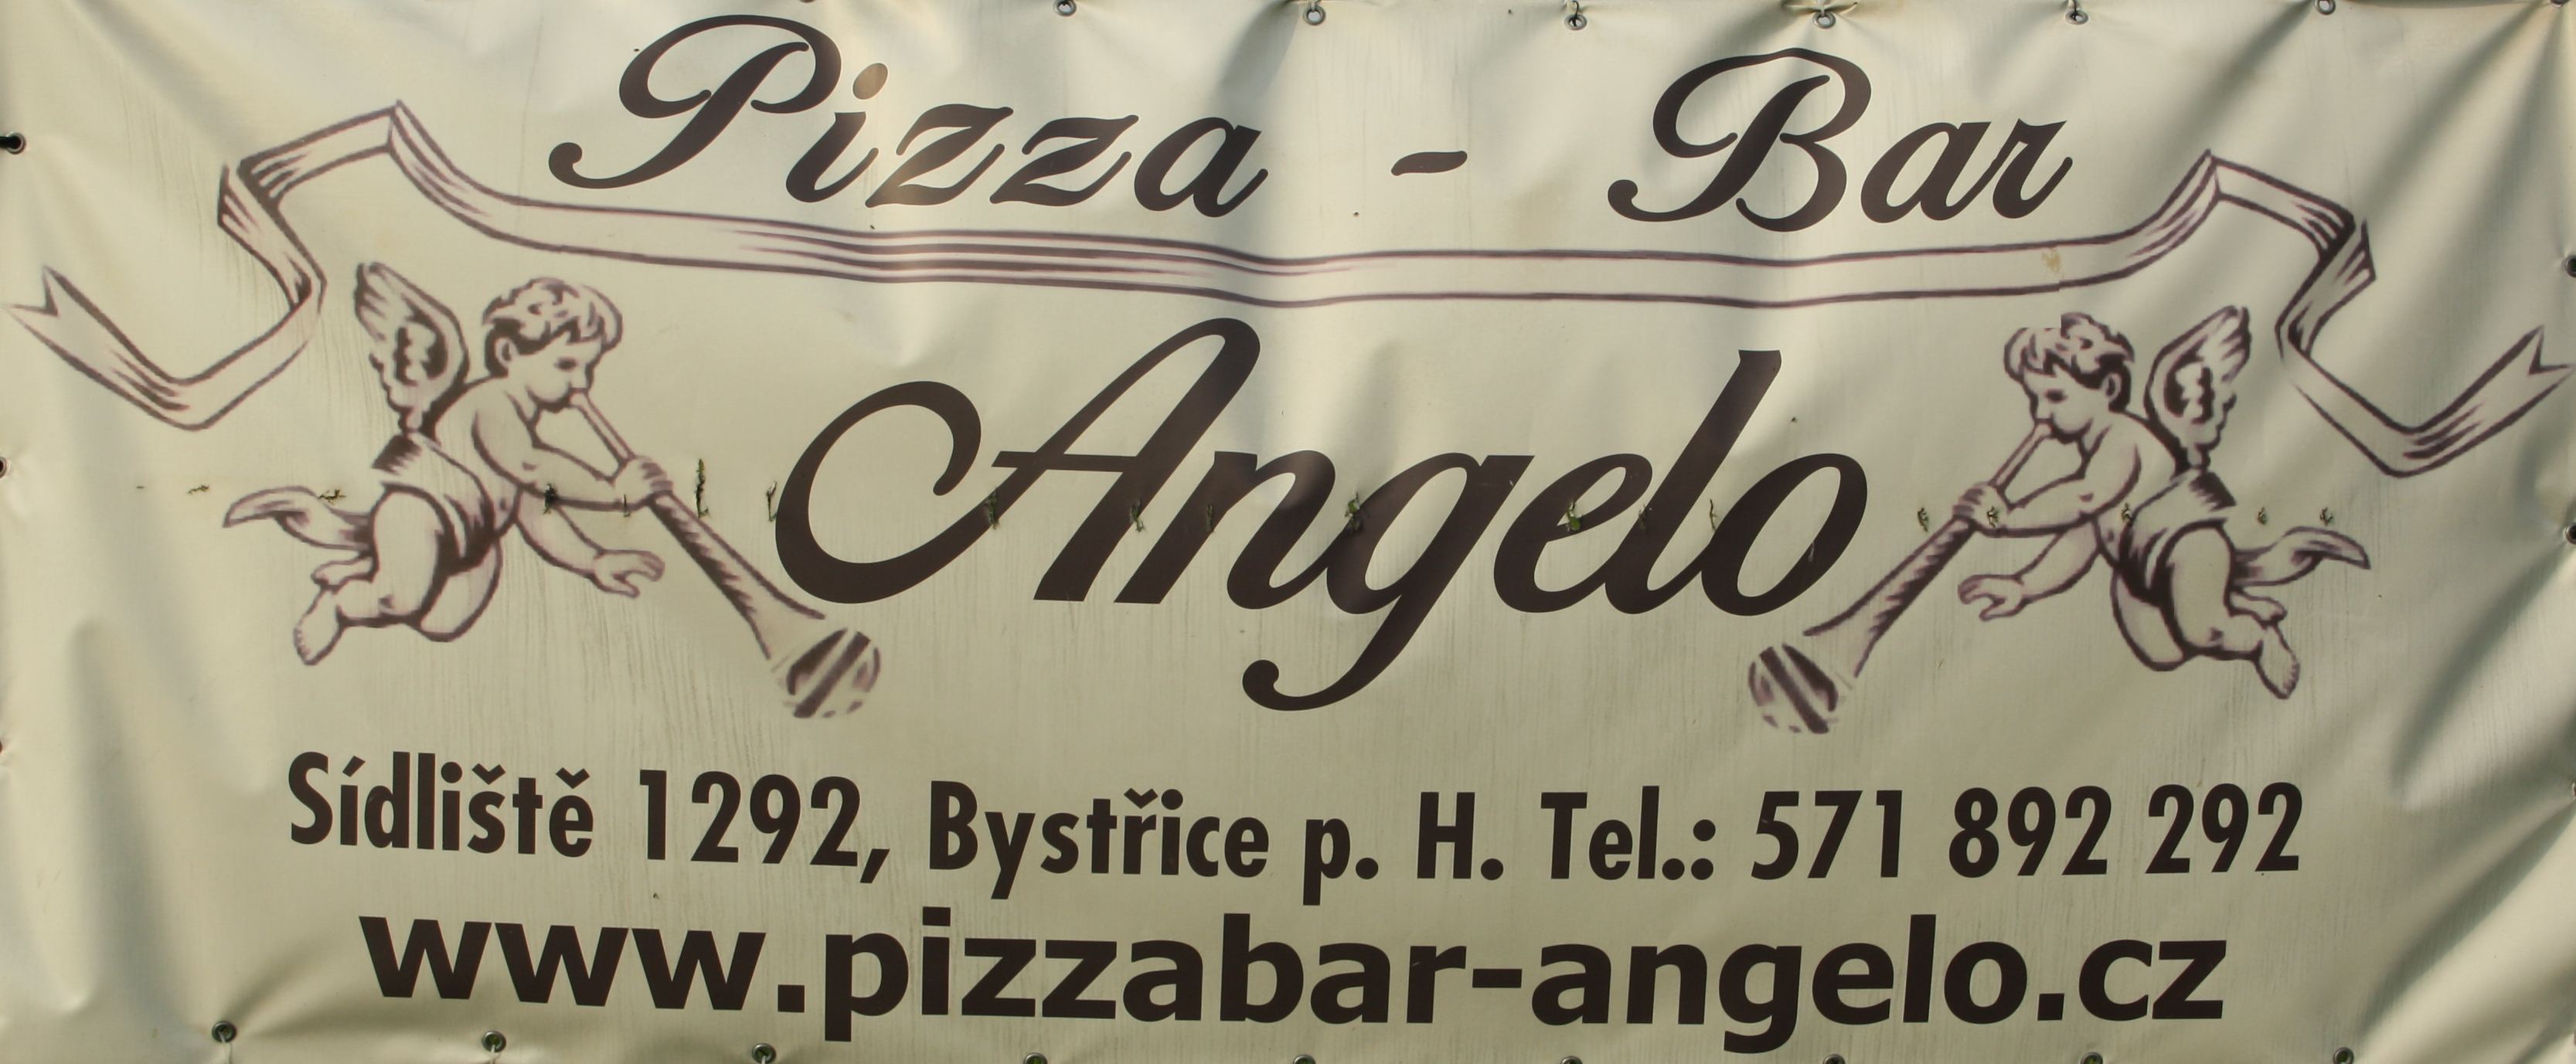 Pizza - Bar
Angelo
Sídliště 1292, Bystřice p. H. Tel.: 571 892 292
www.pizzabar-angelo.cz